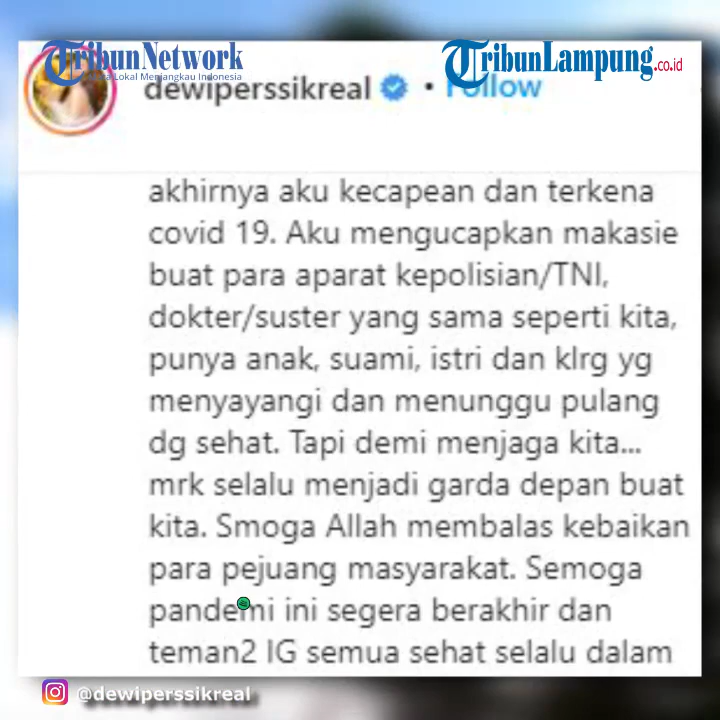 TribunNetwork
Lokal Menjangkau Indonesia
TribunLampung.co.id
dewiperssikreal • Follow
akhirnya aku kecapean dan terkena
covid 19. Aku mengucapkan makasie
buat para aparat kepolisian/TNI,
dokter/suster yang sama seperti kita,
punya anak, suami, istri dan klrg yg
menyayangi dan menunggu pulang
dg sehat. Tapi demi menjaga kita...
mrk selalu menjadi garda depan buat
kita. Smoga Allah membalas kebaikan
para pejuang masyarakat. Semoga
pandemi ini segera berakhir dan
teman2 IG semua sehat selalu dalam
@dewiperssikreal